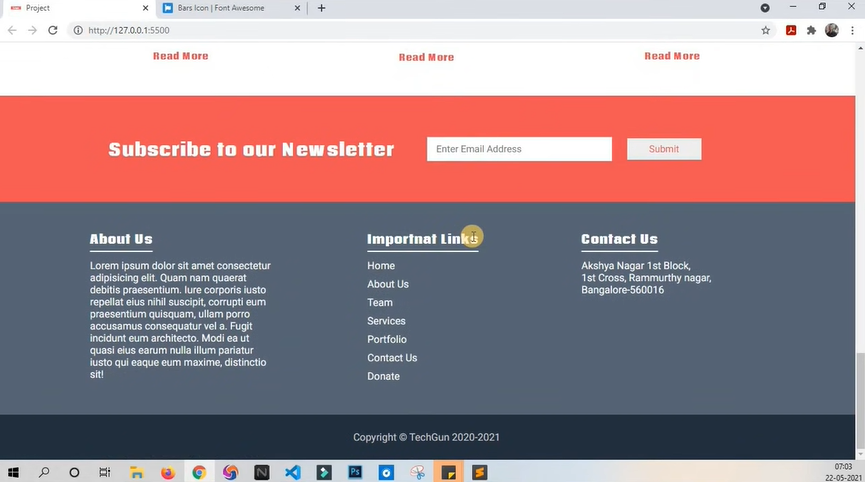 Project
Bars Icon | Font Awesome
http://127.0.0.1:5500
Read More
Read More
Read More
Subscribe to our Newsletter
Enter Email Address
Submit
About Us
Lorem ipsum dolor sit amet consectetur
adipisicing elit. Quam nam quaerat
debitis praesentium. Iure corporis iusto
repellat eius nihil suscipit, corrupti eum
praesentium quisquam, ullam porro
accusamus consequatur vel a. Fugit
incidunt eum architecto. Modi ea ut
quasi eius earum nulla illum pariatur
iusto qui eaque eum maxime, distinctio
sit!
Importnat Links
Home
About Us
Team
Services
Portfolio
Contact Us
Donate
Contact Us
Akshya Nagar 1st Block,
1st Cross, Rammurthy nagar,
Bangalore-560016
Copyright © TechGun 2020-2021
07:03
22-05-2021